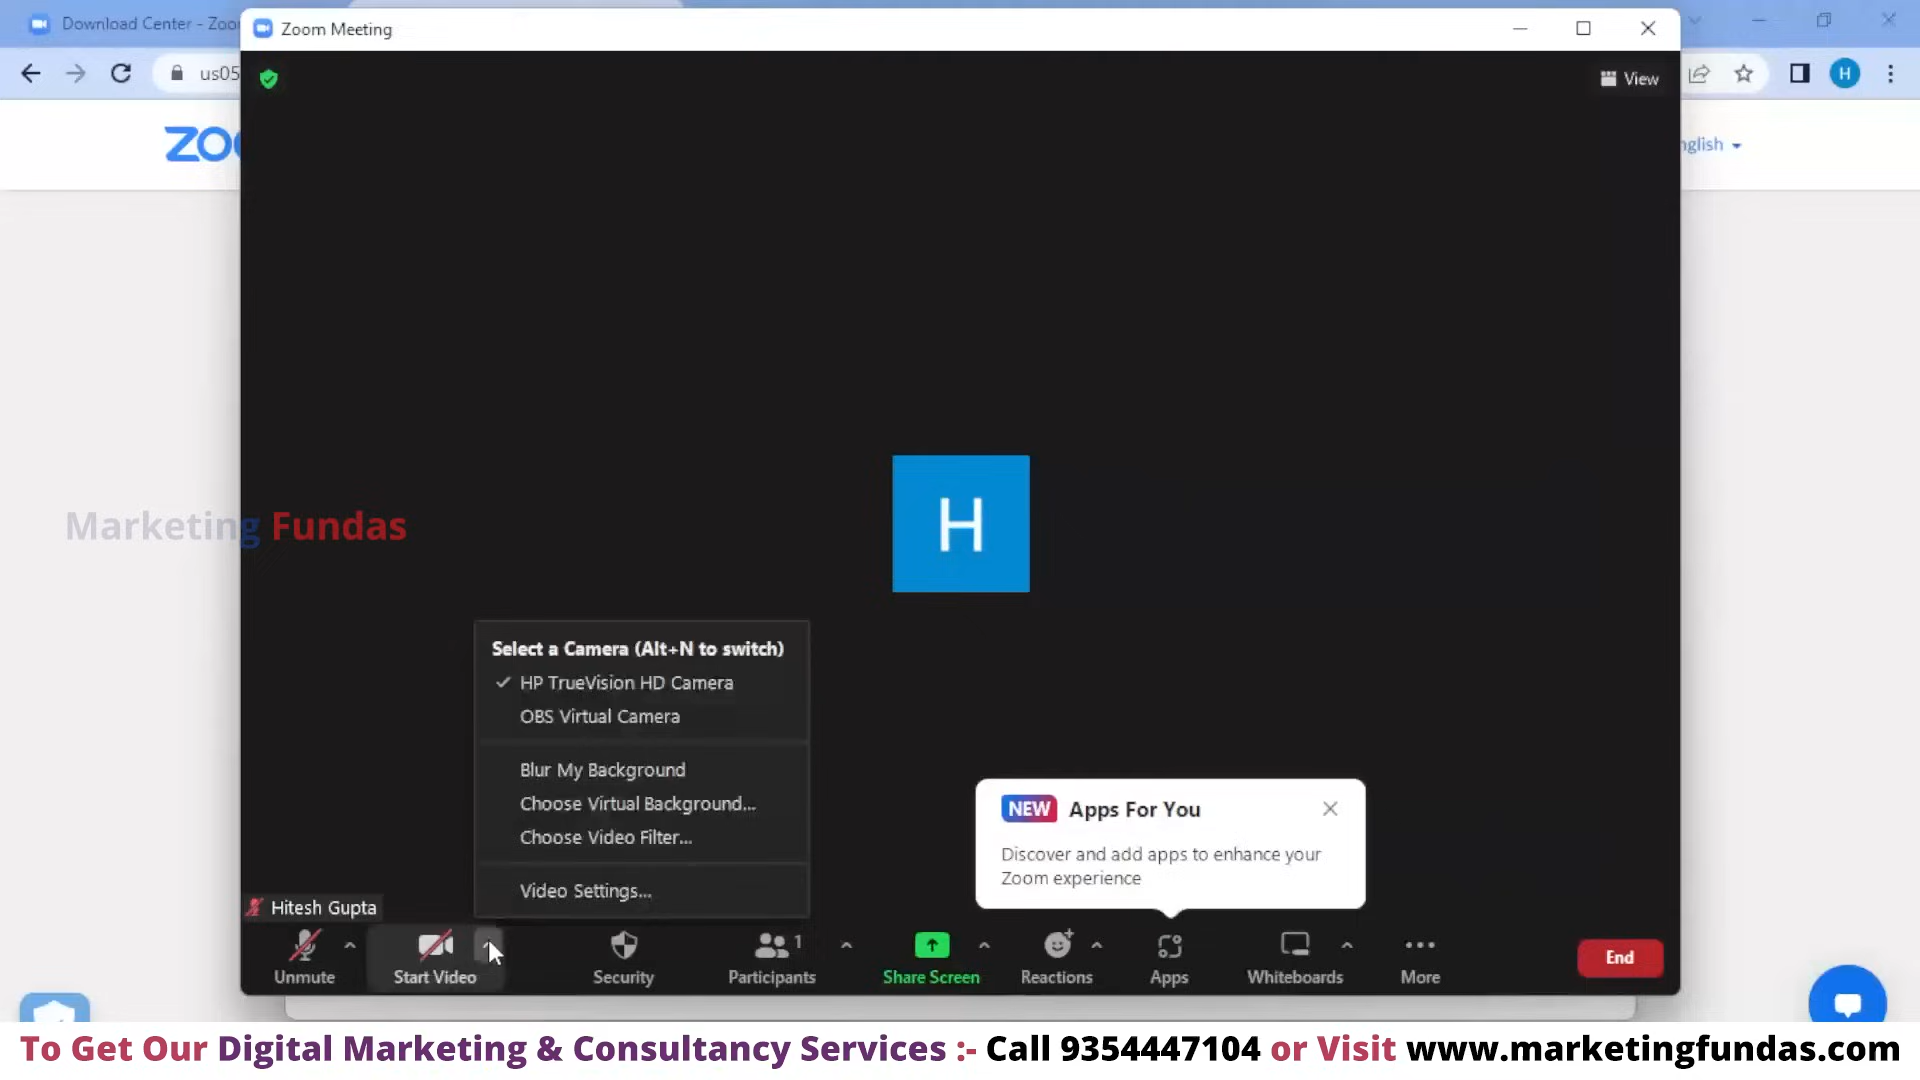 Download Center - Zoo
Zoom Meeting
us05
View
H
ZOO
nglish
H
Marketing Fundas
Select a Camera (Alt+N to switch)
HP TrueVision HD Camera
OBS Virtual Camera
Blur My Background
Choose Virtual Background...
Choose Video Filter...
Video Settings...
NEW Apps For You
Discover and add apps to enhance your
Zoom experience
Hitesh Gupta
1
Unmute
Start Video
Security
Participants
Share Screen
Reactions
Apps
Whiteboards
More
End
To Get Our Digital Marketing & Consultancy Services :- Call 9354447104 or Visit www.marketingfundas.com